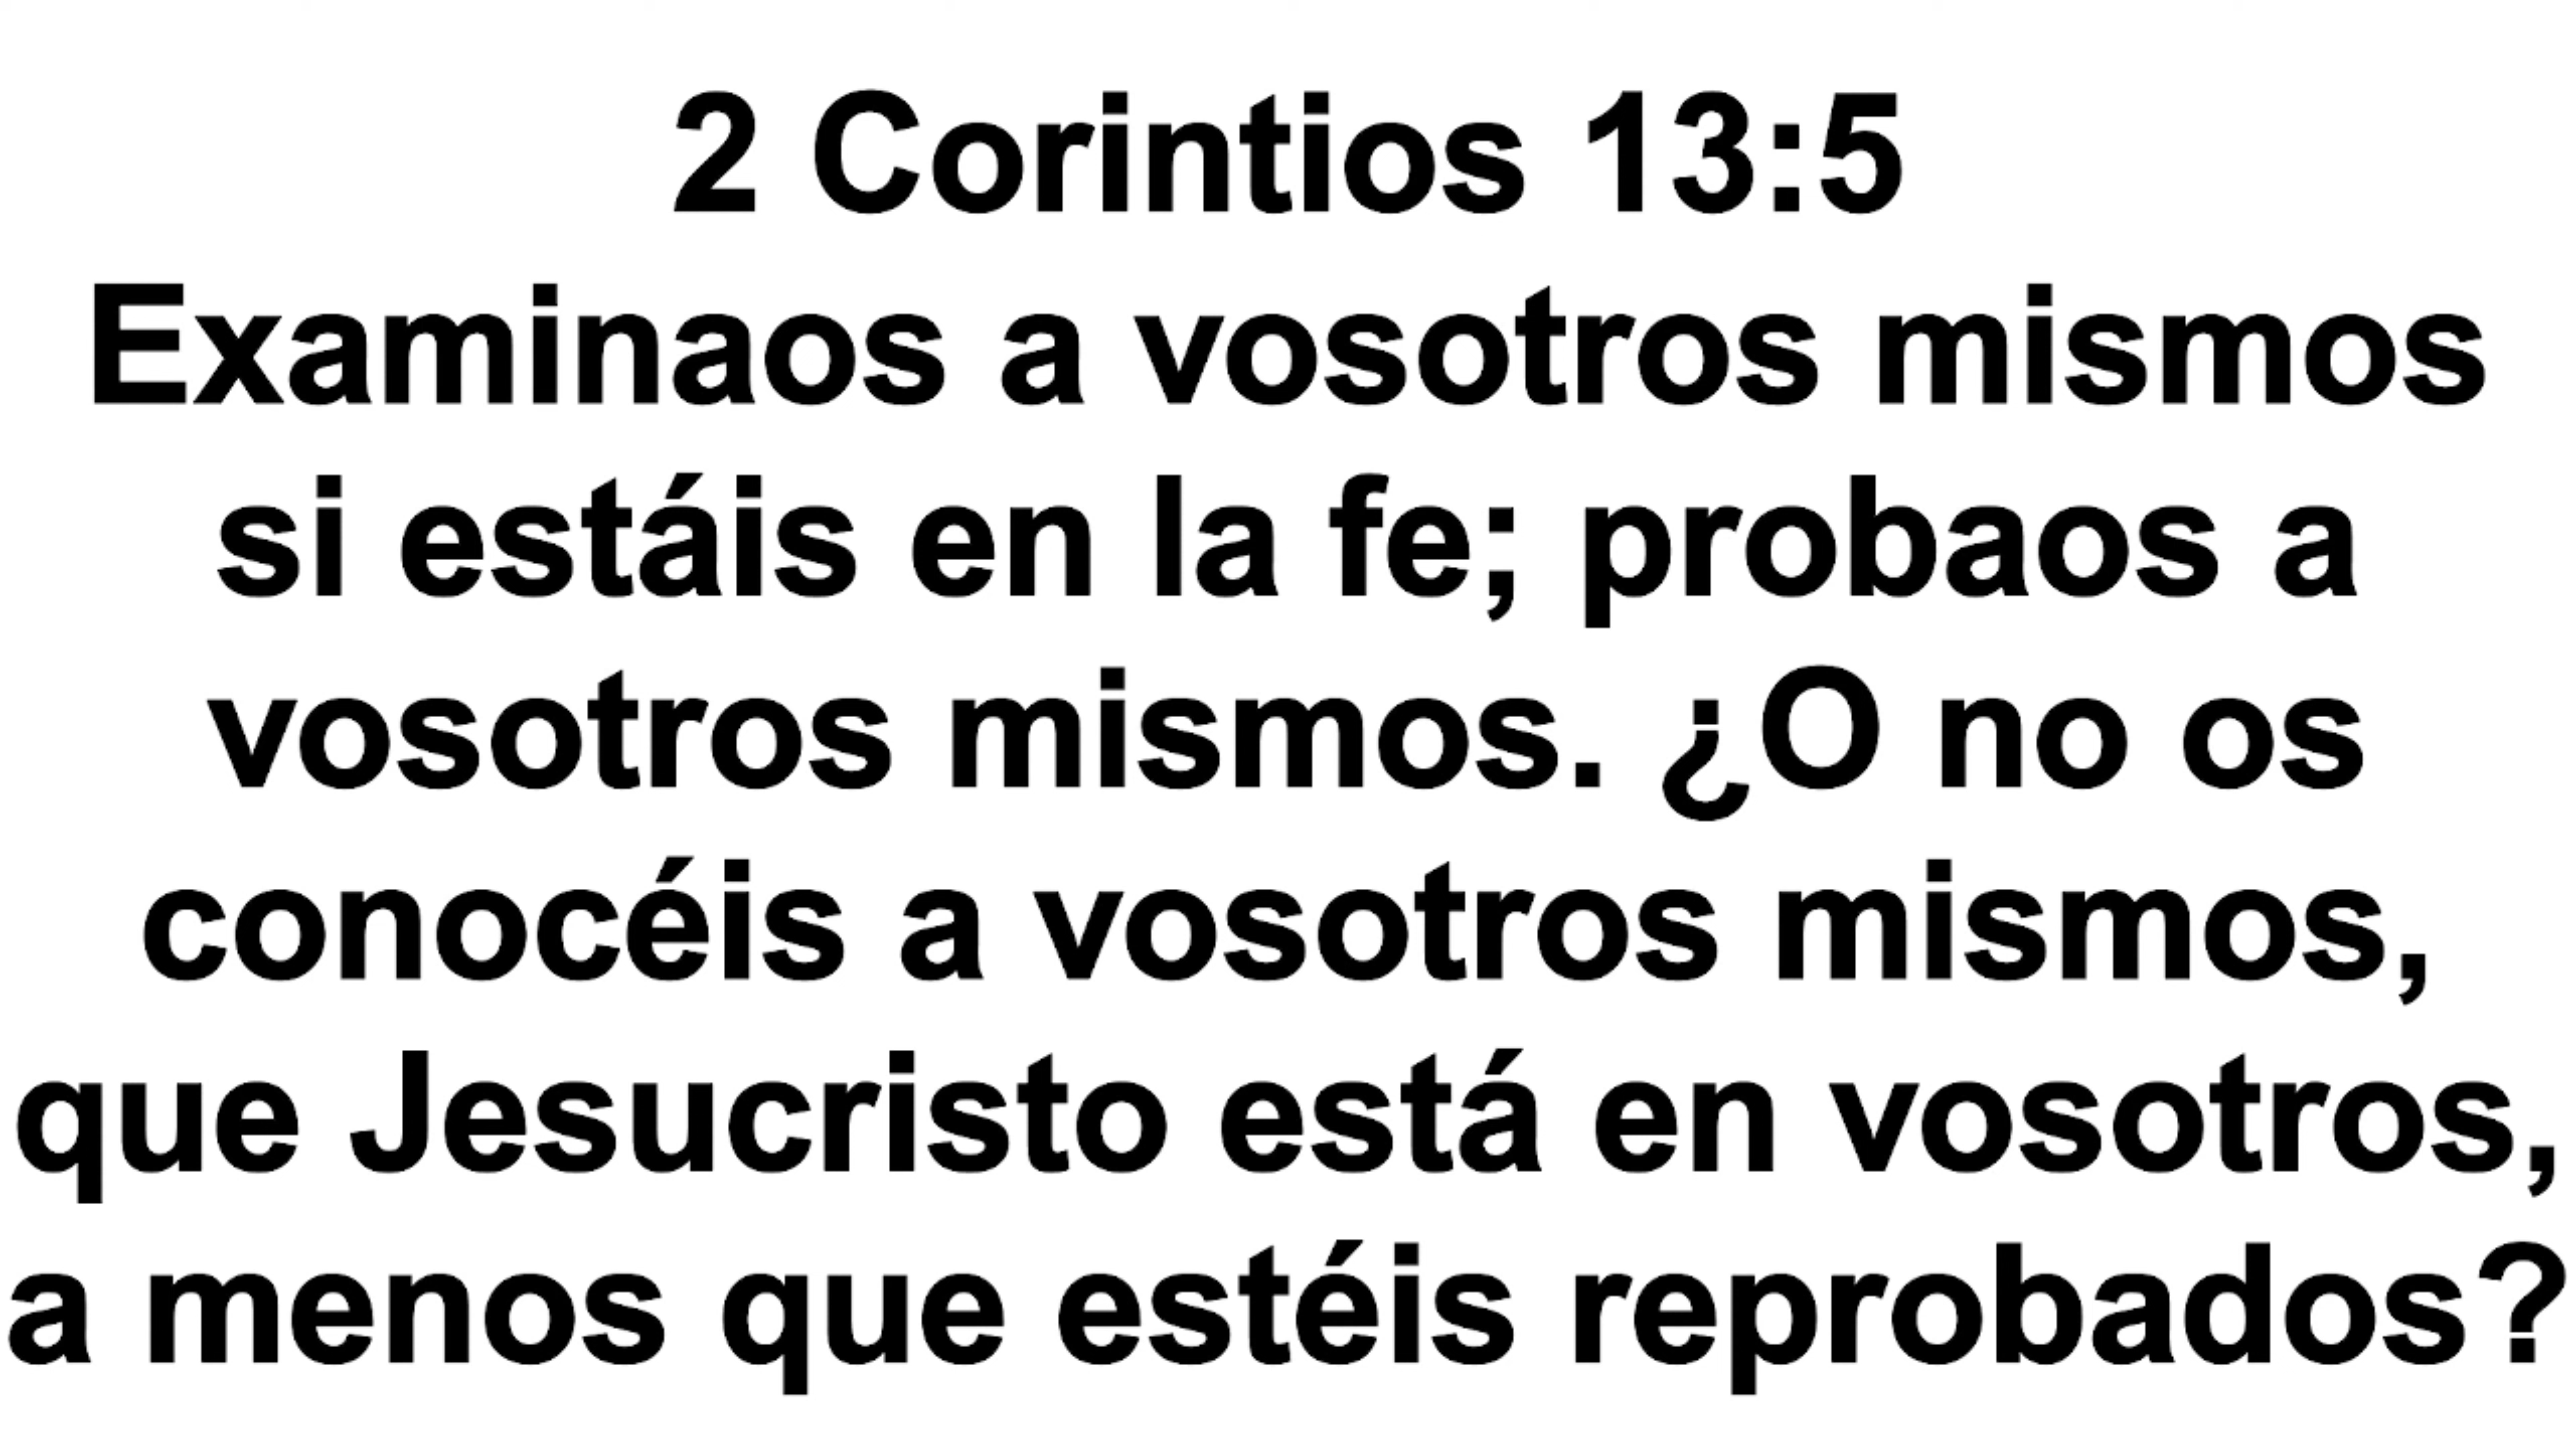 2 Corintios 13:5
Examinaos a vosotros mismos
si estáis en la fe; probaos a
vosotros mismos. ¿O no os
conocéis a vosotros mismos,
que Jesucristo está en vosotros,
a menos que estéis reprobados?